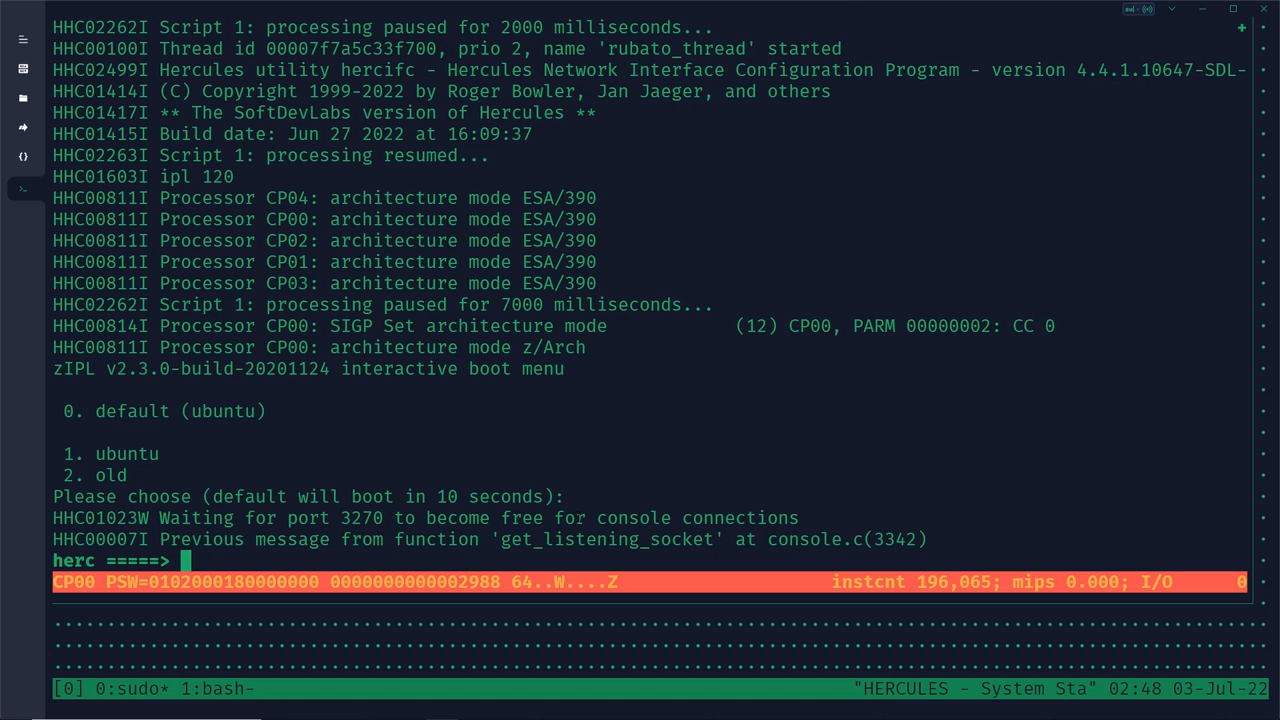 HHC02262I Script 1: processing paused for 2000 milliseconds... +
HHC00100I Thread id 00007f7a5c33f700, prio 2, name 'rubato_thread' started
HHC02499I Hercules utility hercifc - Hercules Network Interface Configuration Program - version 4.4.1.10647-SDL-
HHC01414I (C) Copyright 1999-2022 by Roger Bowler, Jan Jaeger, and others
HHC01417I ** The SoftDevLabs version of Hercules **
HHC01415I Build date: Jun 27 2022 at 16:09:37
HHC02263I Script 1: processing resumed...
HHC01603I ipl 120
HHC00811I Processor CP04: architecture mode ESA/390
HHC00811I Processor CP00: architecture mode ESA/390
HHC00811I Processor CP02: architecture mode ESA/390
HHC00811I Processor CP01: architecture mode ESA/390
HHC00811I Processor CP03: architecture mode ESA/390
HHC02262I Script 1: processing paused for 7000 milliseconds...
HHC00814I Processor CP00: SIGP Set architecture mode (12) CP00, PARM 00000002: CC 0
HHC00811I Processor CP00: architecture mode z/Arch
zIPL v2.3.0-build-20201124 interactive boot menu
0. default (ubuntu)
1. ubuntu
2. old
Please choose (default will boot in 10 seconds):
HHC01023W Waiting for port 3270 to become free for console connections
HHC00007I Previous message from function 'get_listening_socket' at console.c(3342)
herc =====>
CP00 PSW=0102000180000000 0000000000002988 64..W....Z instcnt 196,065; mips 0.000; I/O 0
[0] 0:sudo* 1:bash- "HERCULES - System Sta" 02:48 03-Jul-22